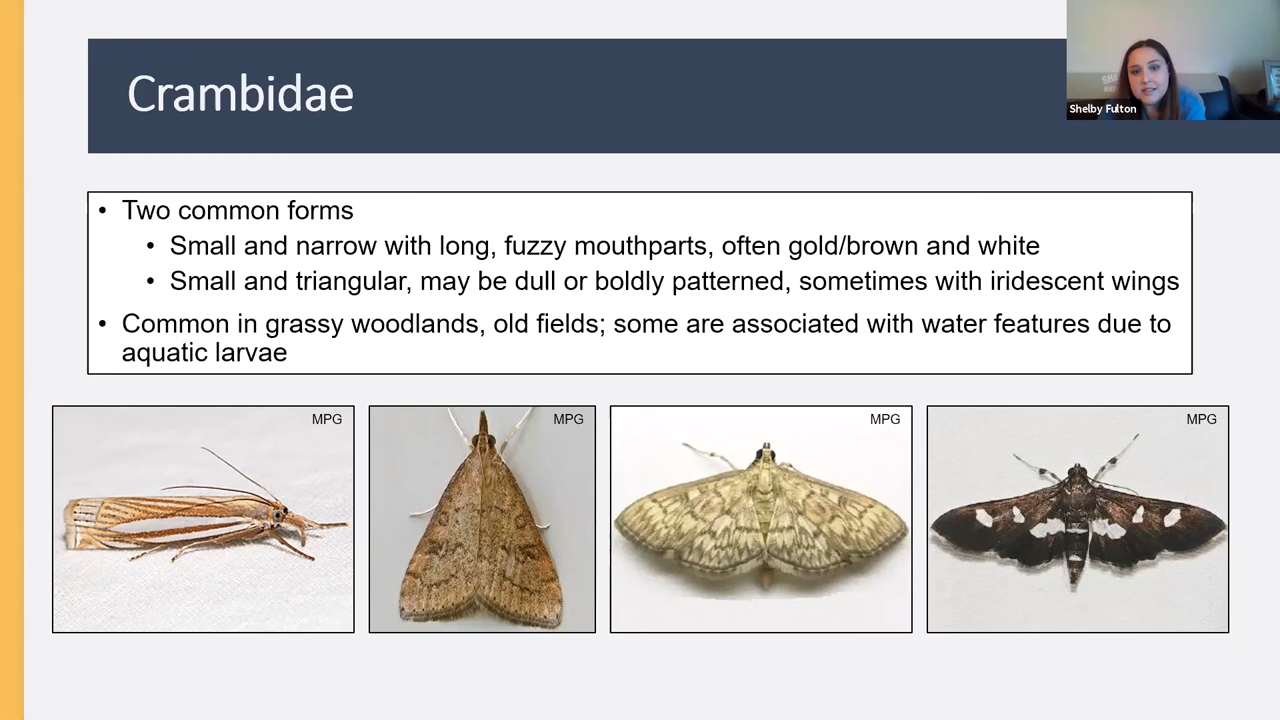 Crambidae
Shelby Fulton
• Two common forms
• Small and narrow with long, fuzzy mouthparts, often gold/brown and white
• Small and triangular, may be dull or boldly patterned, sometimes with iridescent wings
• Common in grassy woodlands, old fields; some are associated with water features due to
aquatic larvae
MPG
MPG
MPG
MPG